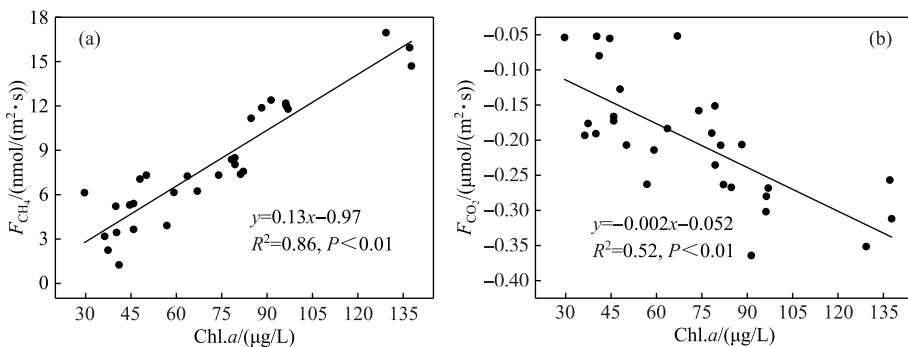 (a)
18
15
12
9
6
3
0
F_CH₄/(nmol/(m²·s))
y=0.13x−0.97
R²=0.86, P<0.01
30 45 60 75 90 105 120 135
Chl.a/(μg/L)
(b)
−0.05
−0.10
−0.15
−0.20
−0.25
−0.30
−0.35
−0.40
F_CO₂/(μmol/(m²·s))
y=−0.002x−0.052
R²=0.52, P<0.01
30 45 60 75 90 105 120 135
Chl.a/(μg/L)